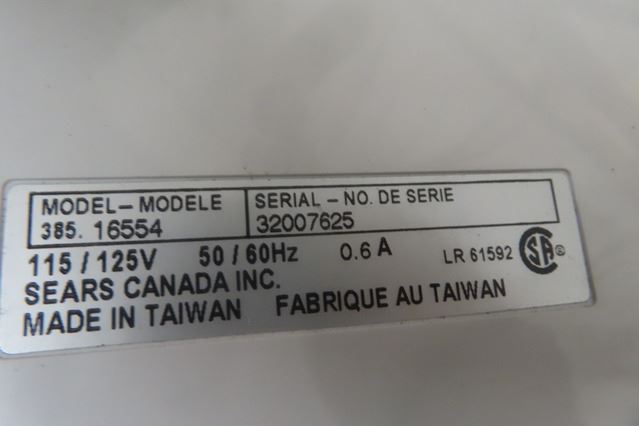 MODEL – MODELE
385. 16554
SERIAL – NO. DE SERIE
32007625
115 / 125V 50 / 60Hz 0.6 A LR 61592 CSA ®
SEARS CANADA INC.
MADE IN TAIWAN FABRIQUE AU TAIWAN